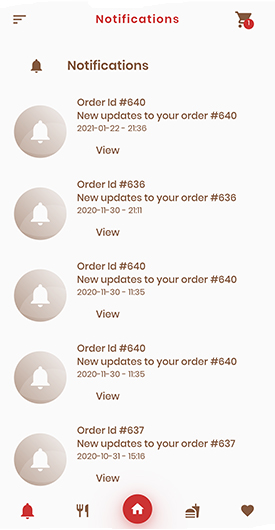 Notifications
!
Notifications
Order Id #640
New updates to your order #640
2021-01-22 - 21:36
View
Order Id #636
New updates to your order #636
2020-11-30 - 21:11
View
Order Id #640
New updates to your order #640
2020-11-30 - 11:35
View
Order Id #640
New updates to your order #640
2020-11-30 - 11:35
View
Order Id #637
New updates to your order #637
2020-10-31 - 15:16
View